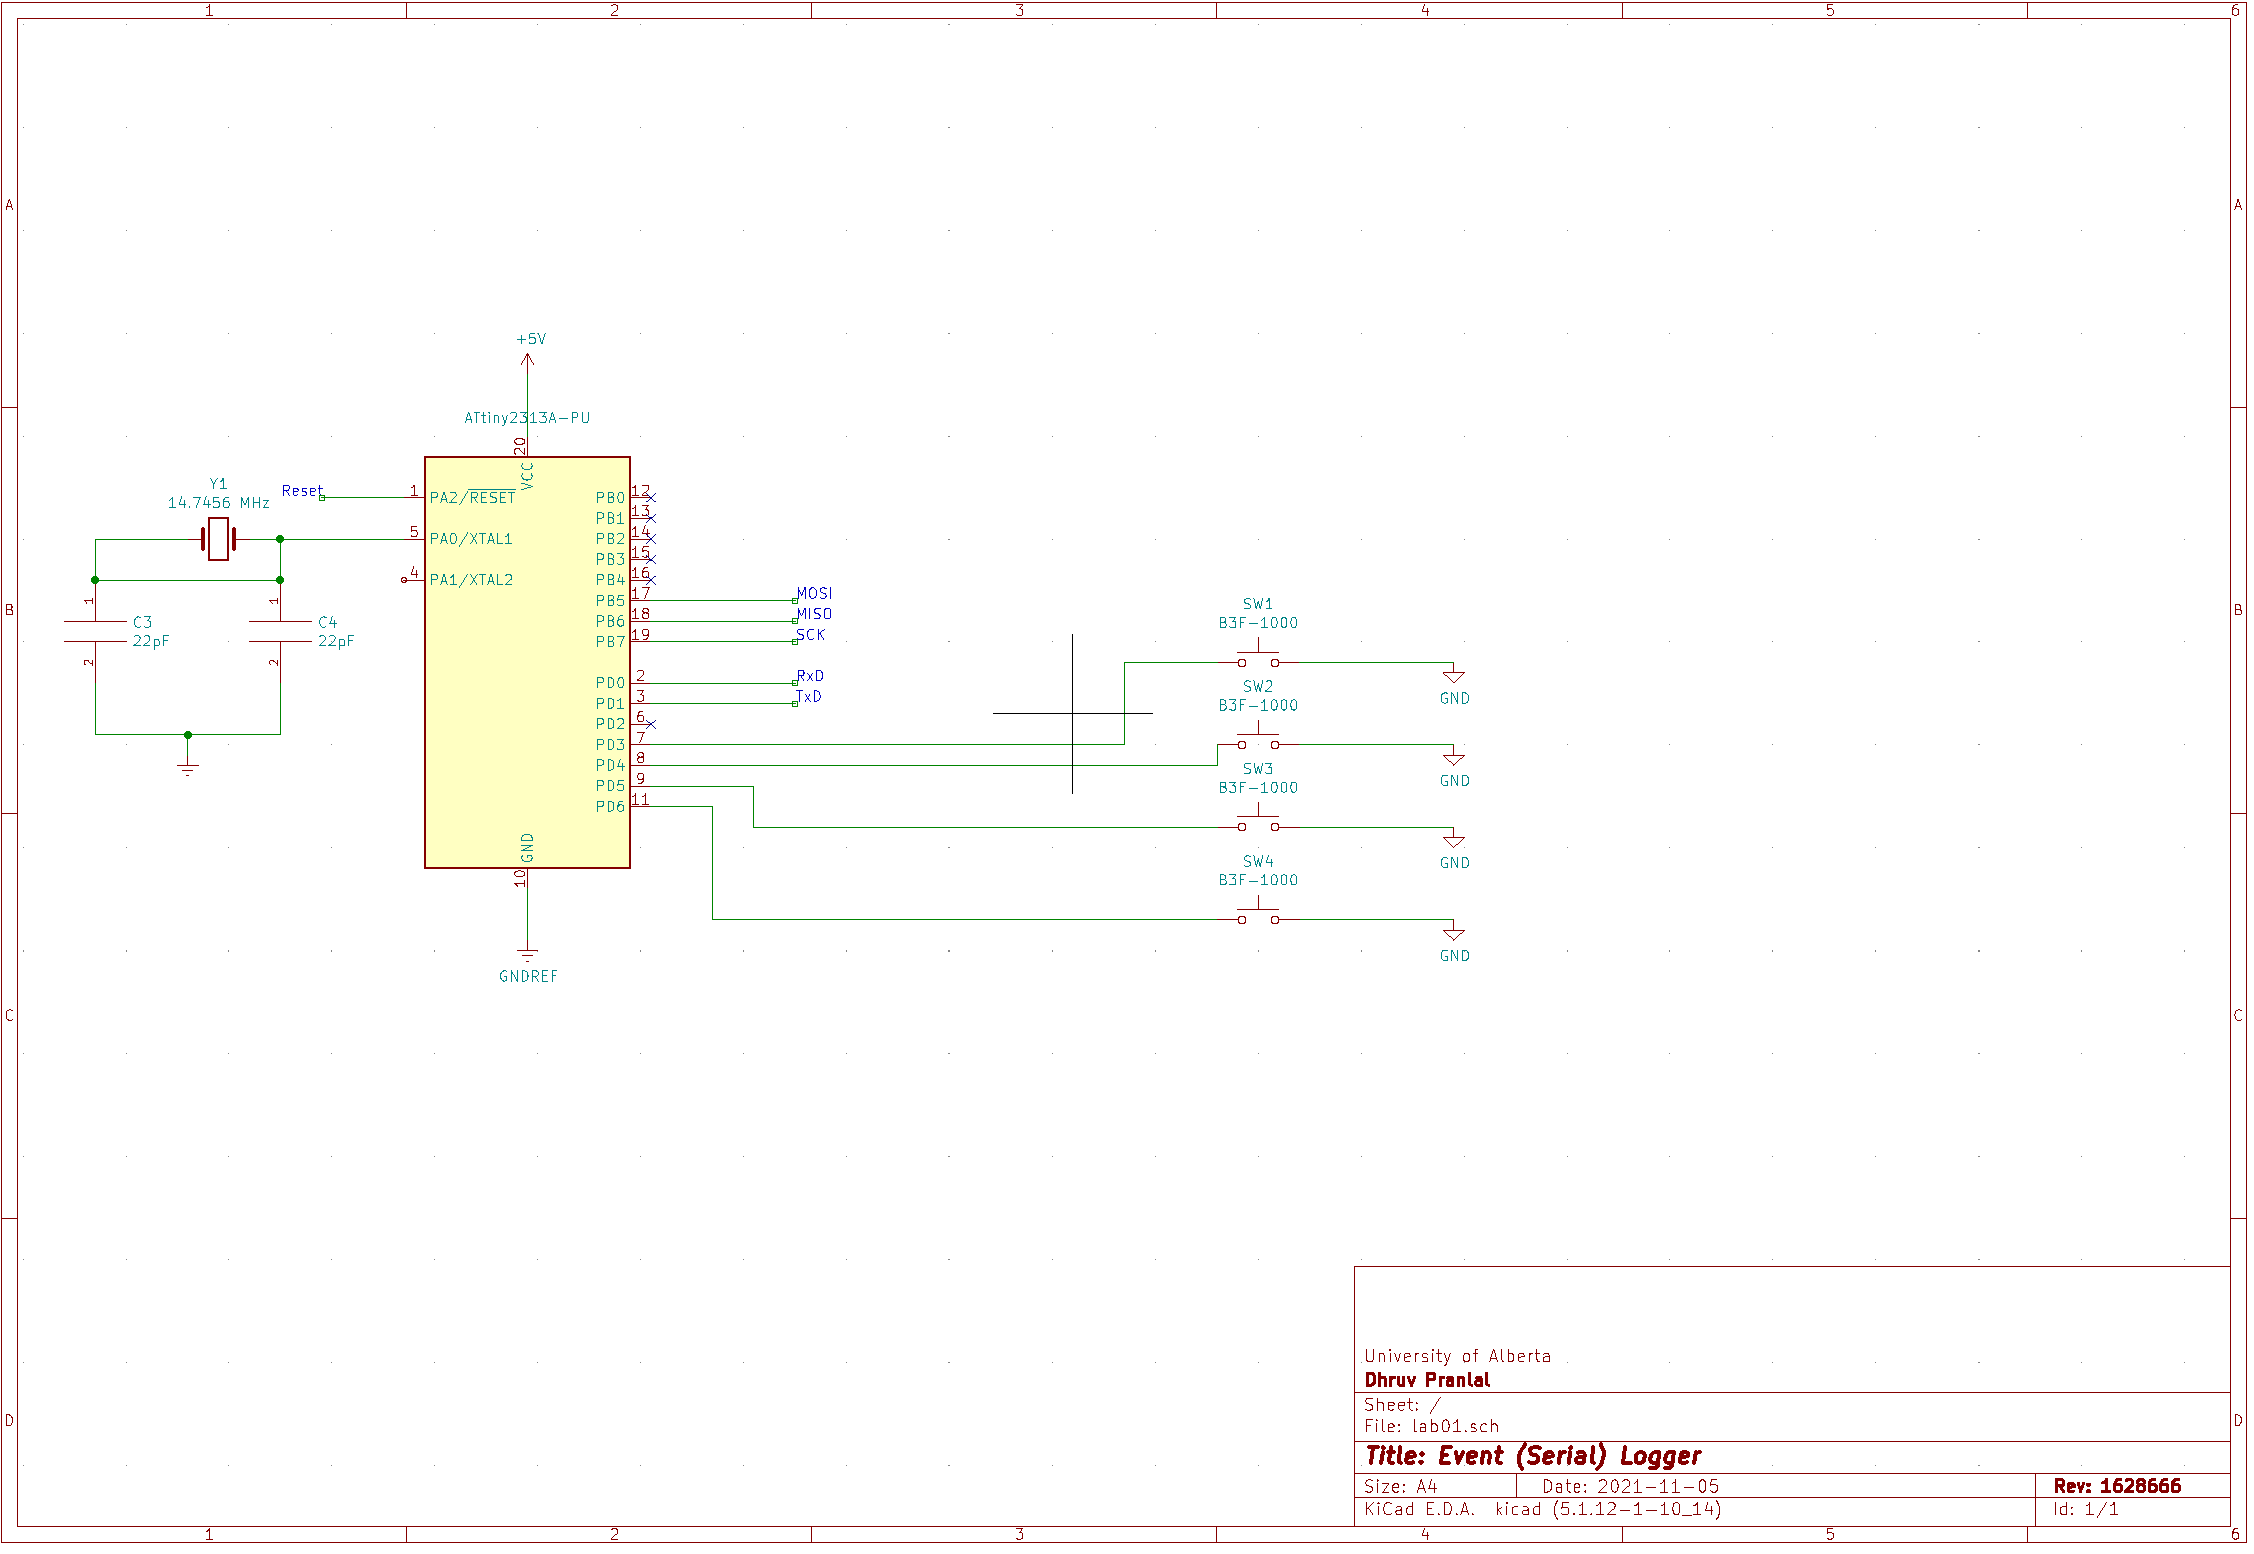 1 2 3 4 5 6
A A
+5V
ATtiny2313A-PU
20
VCC
Y1
14.7456 MHz
Reset
1 PA2/RESET
5 PA0/XTAL1
4 PA1/XTAL2
PB0 12
PB1 13
PB2 14
PB3 15
PB4 16
PB5 17 MOSI
PB6 18 MISO
PB7 19 SCK
PD0 2 RxD
PD1 3 TxD
PD2 6
PD3 7
PD4 8
PD5 9
PD6 11
GND
10
GNDREF
B B
1
C3
22pF
2
1
C4
22pF
2
SW1
B3F-1000
GND
SW2
B3F-1000
GND
SW3
B3F-1000
GND
SW4
B3F-1000
GND
C C
University of Alberta
Dhruv Pranlal
Sheet: /
File: lab01.sch
Title: Event (Serial) Logger
Size: A4 Date: 2021-11-05 Rev: 1628666
KiCad E.D.A. kicad (5.1.12-1-10_14) Id: 1/1
D D
1 2 3 4 5 6